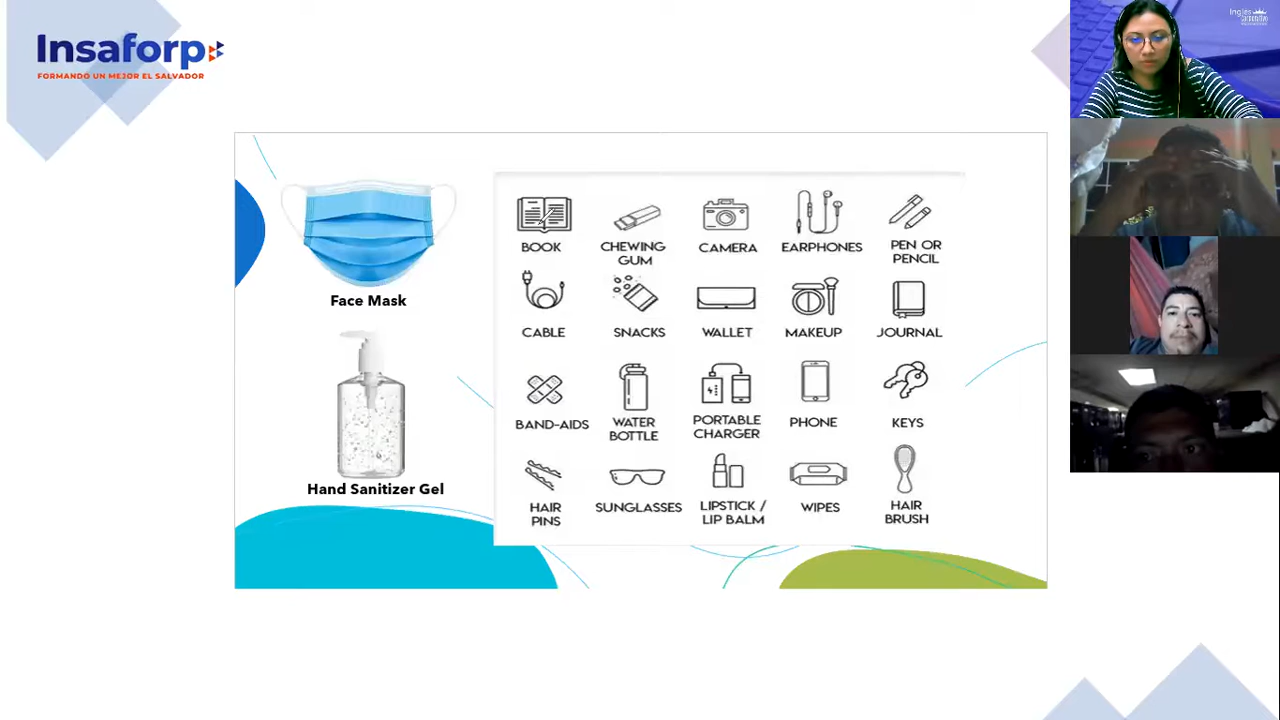 Insaforp
FORMANDO UN MEJOR EL SALVADOR
Inglés
Face Mask
Hand Sanitizer Gel
BOOK
CHEWING
GUM
CAMERA
EARPHONES
PEN OR
PENCIL
CABLE
SNACKS
WALLET
MAKEUP
JOURNAL
BAND-AIDS
WATER
BOTTLE
PORTABLE
CHARGER
PHONE
KEYS
HAIR
PINS
SUNGLASSES
LIPSTICK /
LIP BALM
WIPES
HAIR
BRUSH